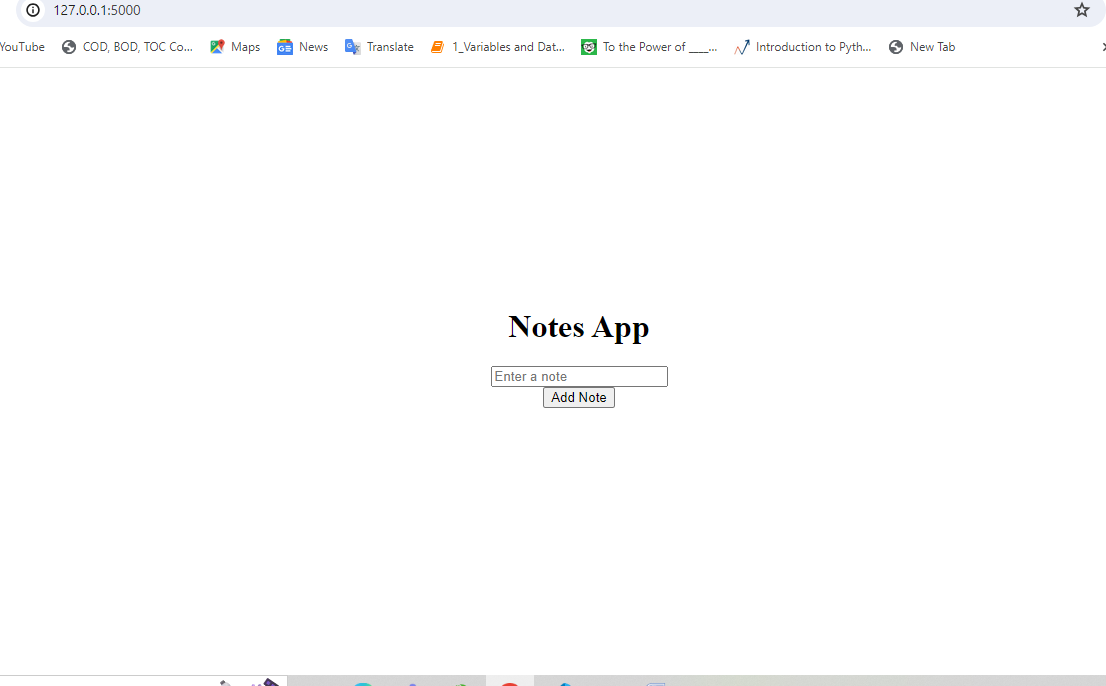 127.0.0.1:5000
YouTube COD, BOD, TOC Co... Maps News Translate 1_Variables and Dat... To the Power of ____... Introduction to Pyth... New Tab
Notes App
Enter a note
Add Note